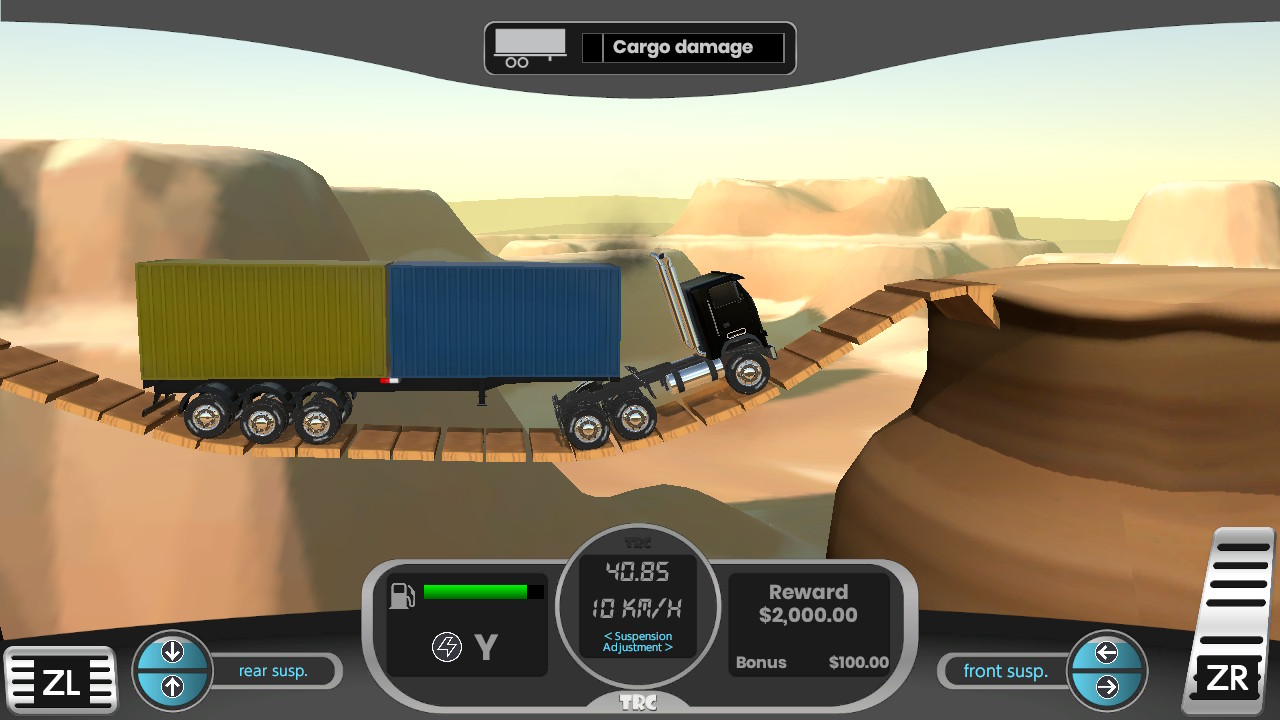 Cargo damage
TRC
40.85
10 KM/H
< Suspension
Adjustment >
Y
Reward
$2,000.00
Bonus $100.00
ZL
rear susp.
front susp.
ZR
TRC